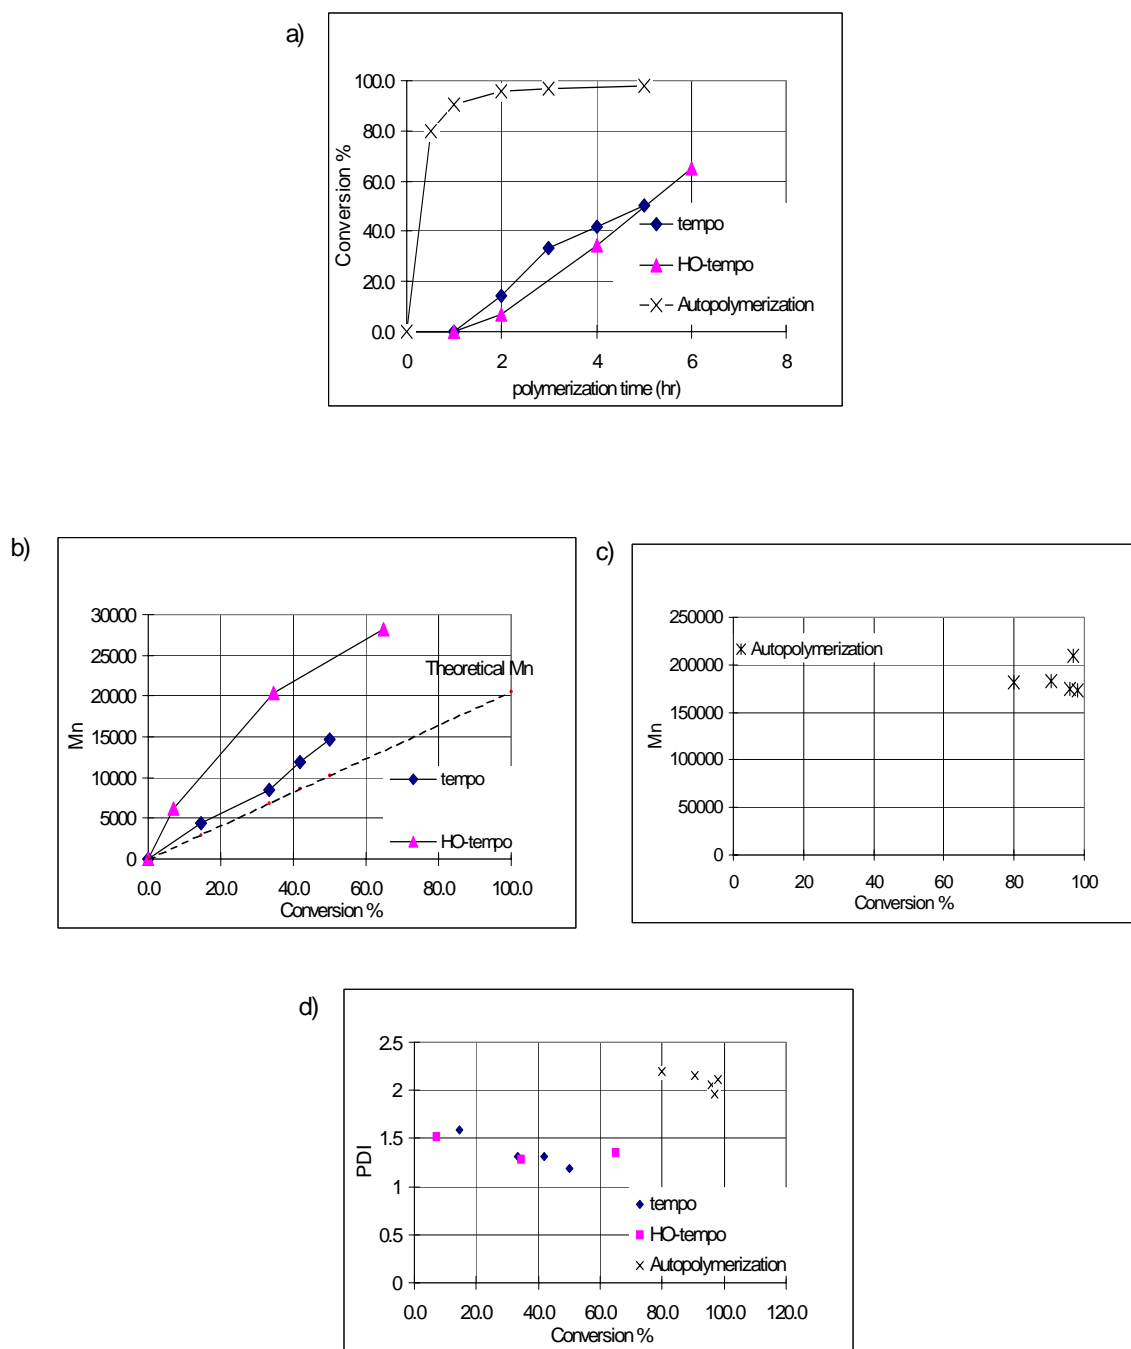 a)
100.0
80.0
60.0
40.0
20.0
0.0
Conversion %
0 2 4 6 8
polymerization time (hr)
tempo
HO-tempo
Autopolymerization
b)
30000
25000
20000
15000
10000
5000
0
Mn
Theoretical Mn
tempo
HO-tempo
0.0 20.0 40.0 60.0 80.0 100.0
Conversion %
c)
250000
200000
150000
100000
50000
0
Mn
Autopolymerization
0 20 40 60 80 100
Conversion %
d)
2.5
2
1.5
1
0.5
0
PDI
tempo
HO-tempo
Autopolymerization
0.0 20.0 40.0 60.0 80.0 100.0 120.0
Conversion %